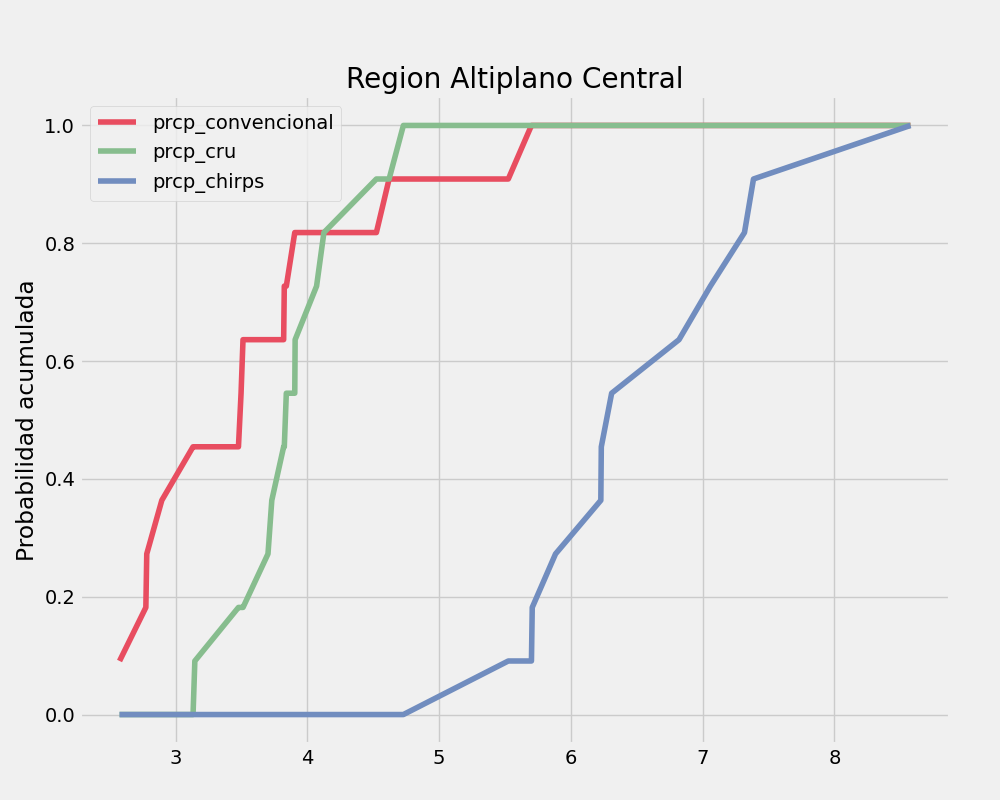 Region Altiplano Central
prcp_convencional
prcp_cru
prcp_chirps
Probabilidad acumulada
1.0
0.8
0.6
0.4
0.2
0.0
3 4 5 6 7 8